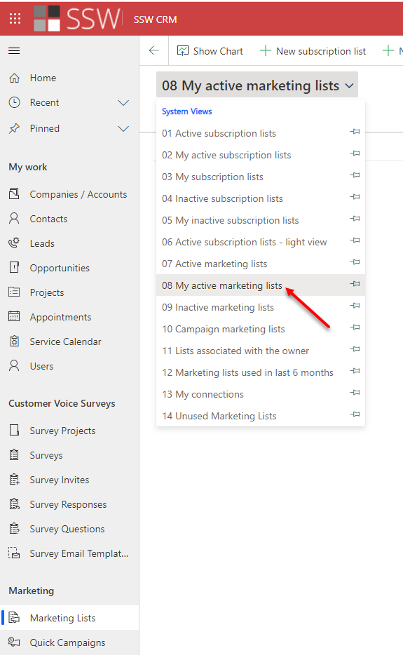 SSW
SSW CRM
Show Chart
New subscription list
N
Home
Recent
Pinned
My work
Companies / Accounts
Contacts
Leads
Opportunities
Projects
Appointments
Service Calendar
Users
Customer Voice Surveys
Survey Projects
Surveys
Survey Invites
Survey Responses
Survey Questions
Survey Email Templat...
Marketing
Marketing Lists
Quick Campaigns
08 My active marketing lists
System Views
01 Active subscription lists
02 My active subscription lists
03 My subscription lists
04 Inactive subscription lists
05 My inactive subscription lists
06 Active subscription lists - light view
07 Active marketing lists
08 My active marketing lists
09 Inactive marketing lists
10 Campaign marketing lists
11 Lists associated with the owner
12 Marketing lists used in last 6 months
13 My connections
14 Unused Marketing Lists